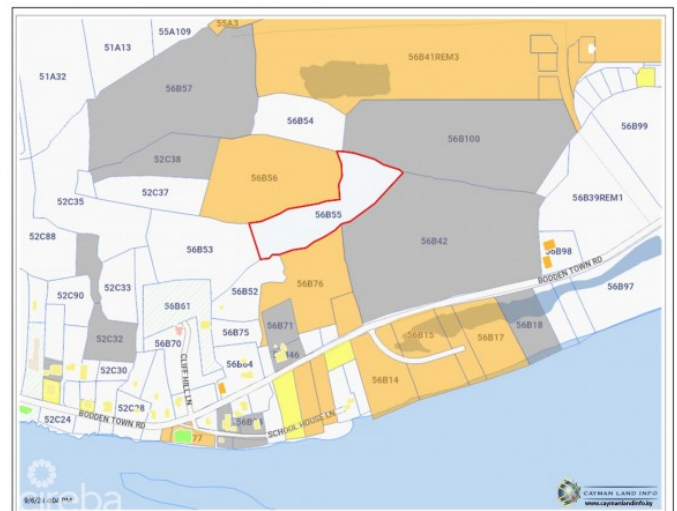 55A109
55A3
51A13
51A32
56B41REM3
56B57
56B54
56B99
56B100
52C38
56B56
52C37
52C35
56B39REM1
56B55
52C88
56B42
56B53
56B98
BODDEN TOWN RD
56B76
52C33
52C90
56B52
56B97
56B61
56B71
56B18
52C32
56B75
56B15
56B17
56B70
CLIFF HILL LN
52C30
56B14
52C24
BODDEN TOWN RD
SCHOOL HOUSE LN
77
CAYMAN LAND INFO
www.caymanlandinfo.ky